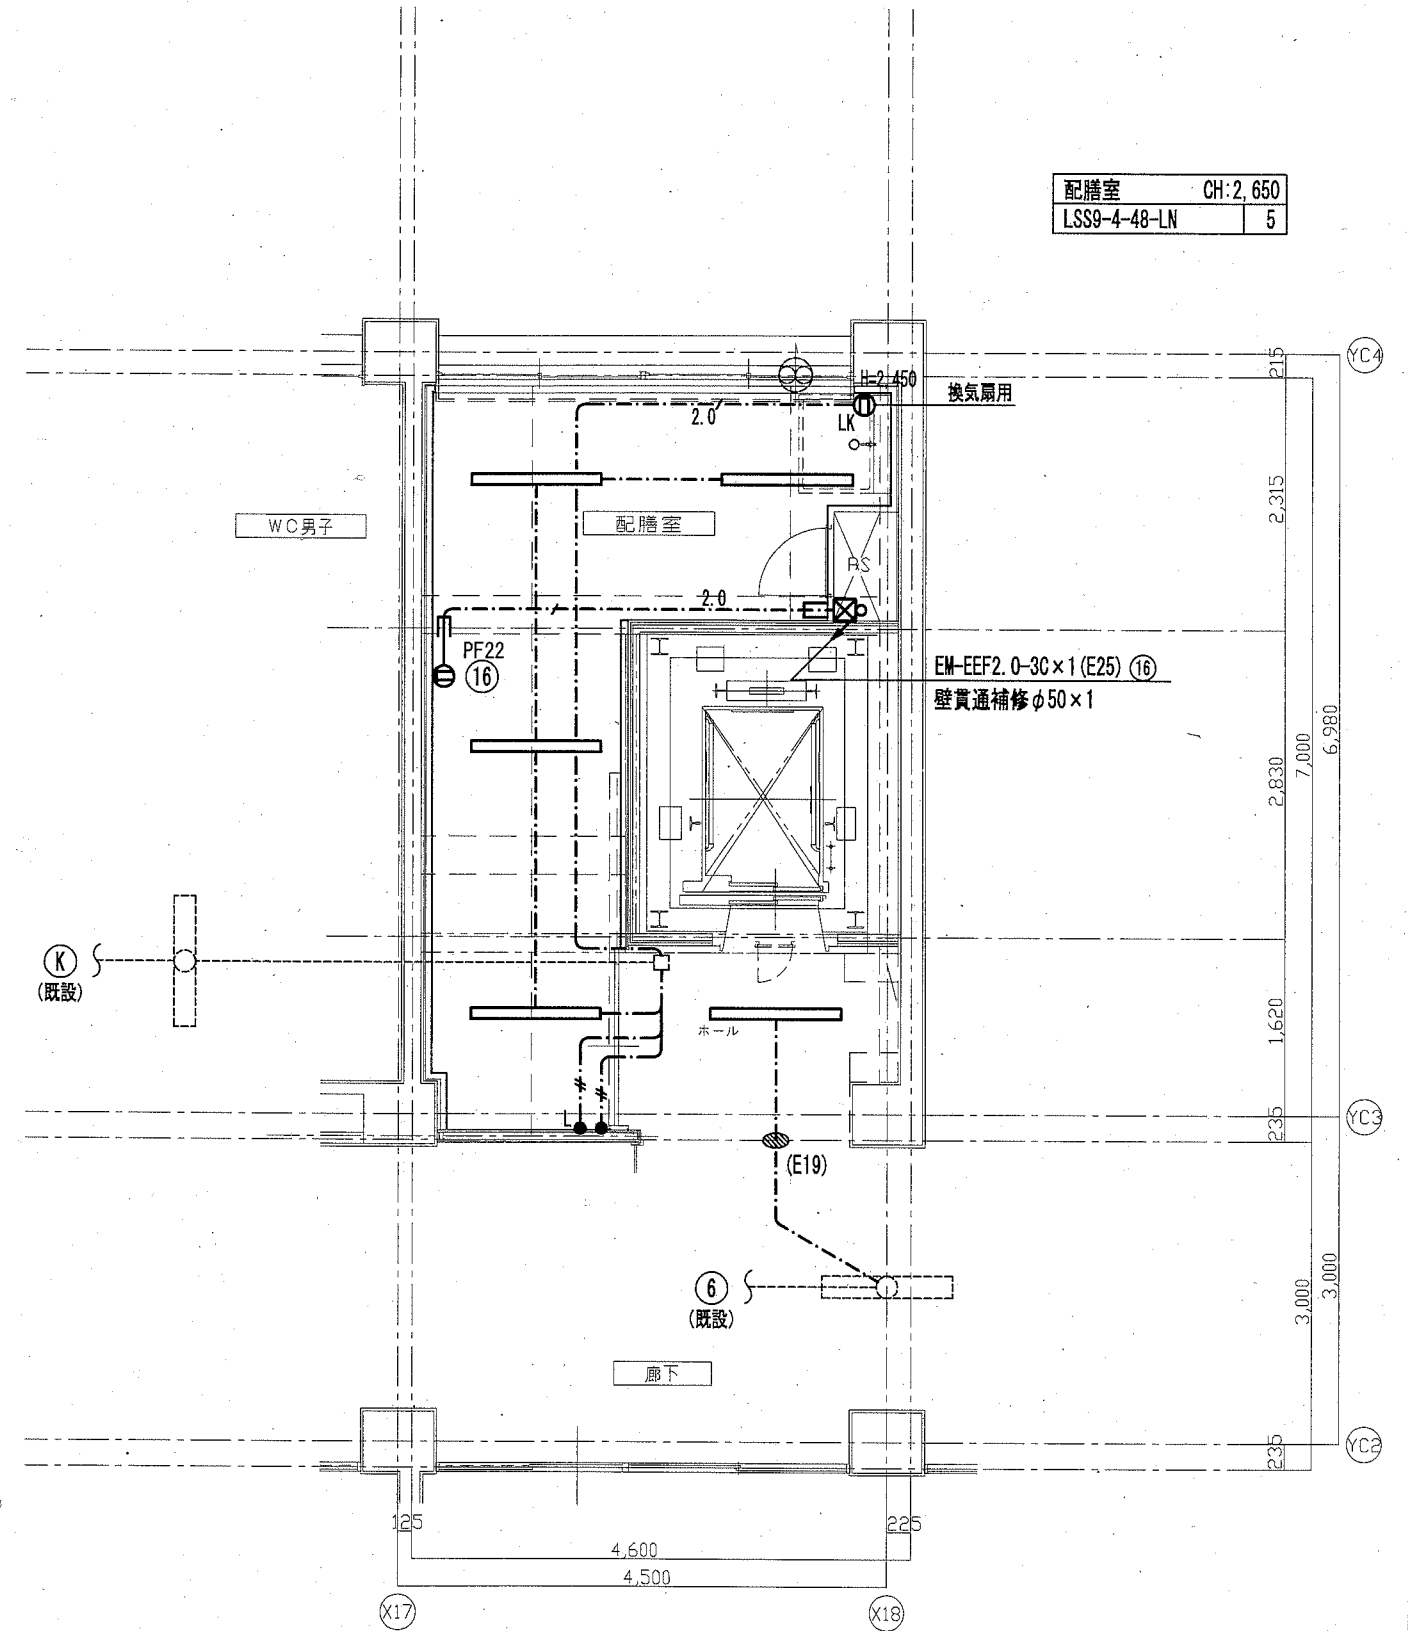 配膳室 CH:2,650
LSS9-4-48-LN 5
YC4
215
H=2,450
換気扇用
2.0
LK
2,315
WC男子
配膳室
PS
2.0
PF22
16
EM-EEF2.0-3C×1(E25) 16
壁貫通補修φ50×1
6,980
7,000
2,830
K
(既設)
ホール
1,620
YC3
235
(E19)
6
(既設)
3,000
3,000
廊下
YC2
235
125
225
4,600
4,500
X17
X18